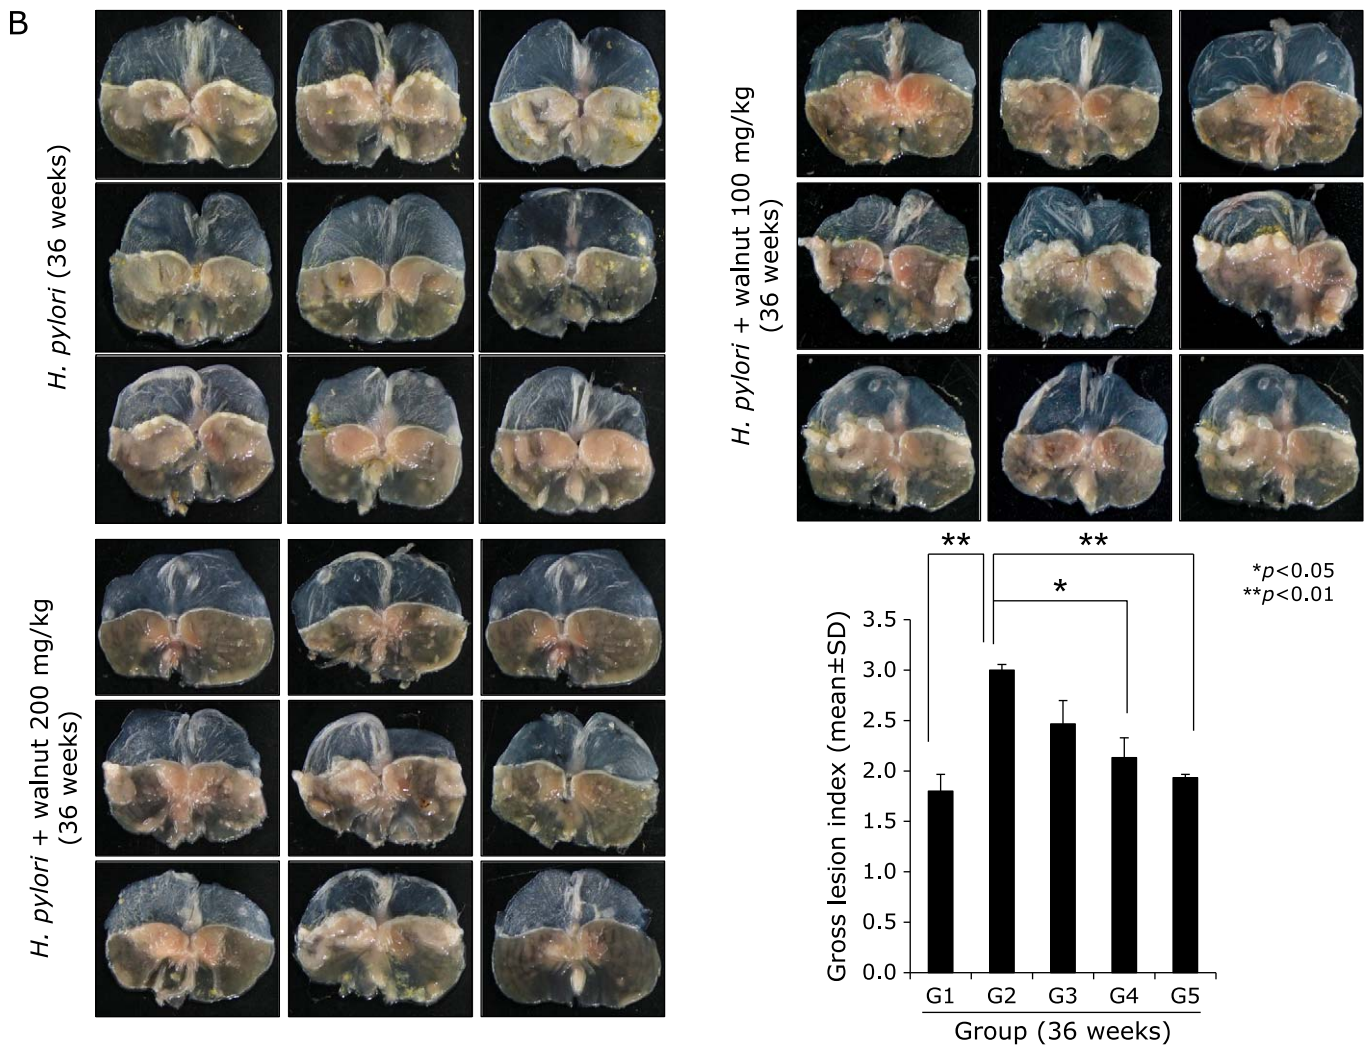 B
H. pylori (36 weeks)
H. pylori + walnut 100 mg/kg
(36 weeks)
H. pylori + walnut 200 mg/kg
(36 weeks)
** **
*
*p<0.05
**p<0.01
Gross lesion index (mean±SD)
3.5
3.0
2.5
2.0
1.5
1.0
0.5
0.0
G1 G2 G3 G4 G5
Group (36 weeks)